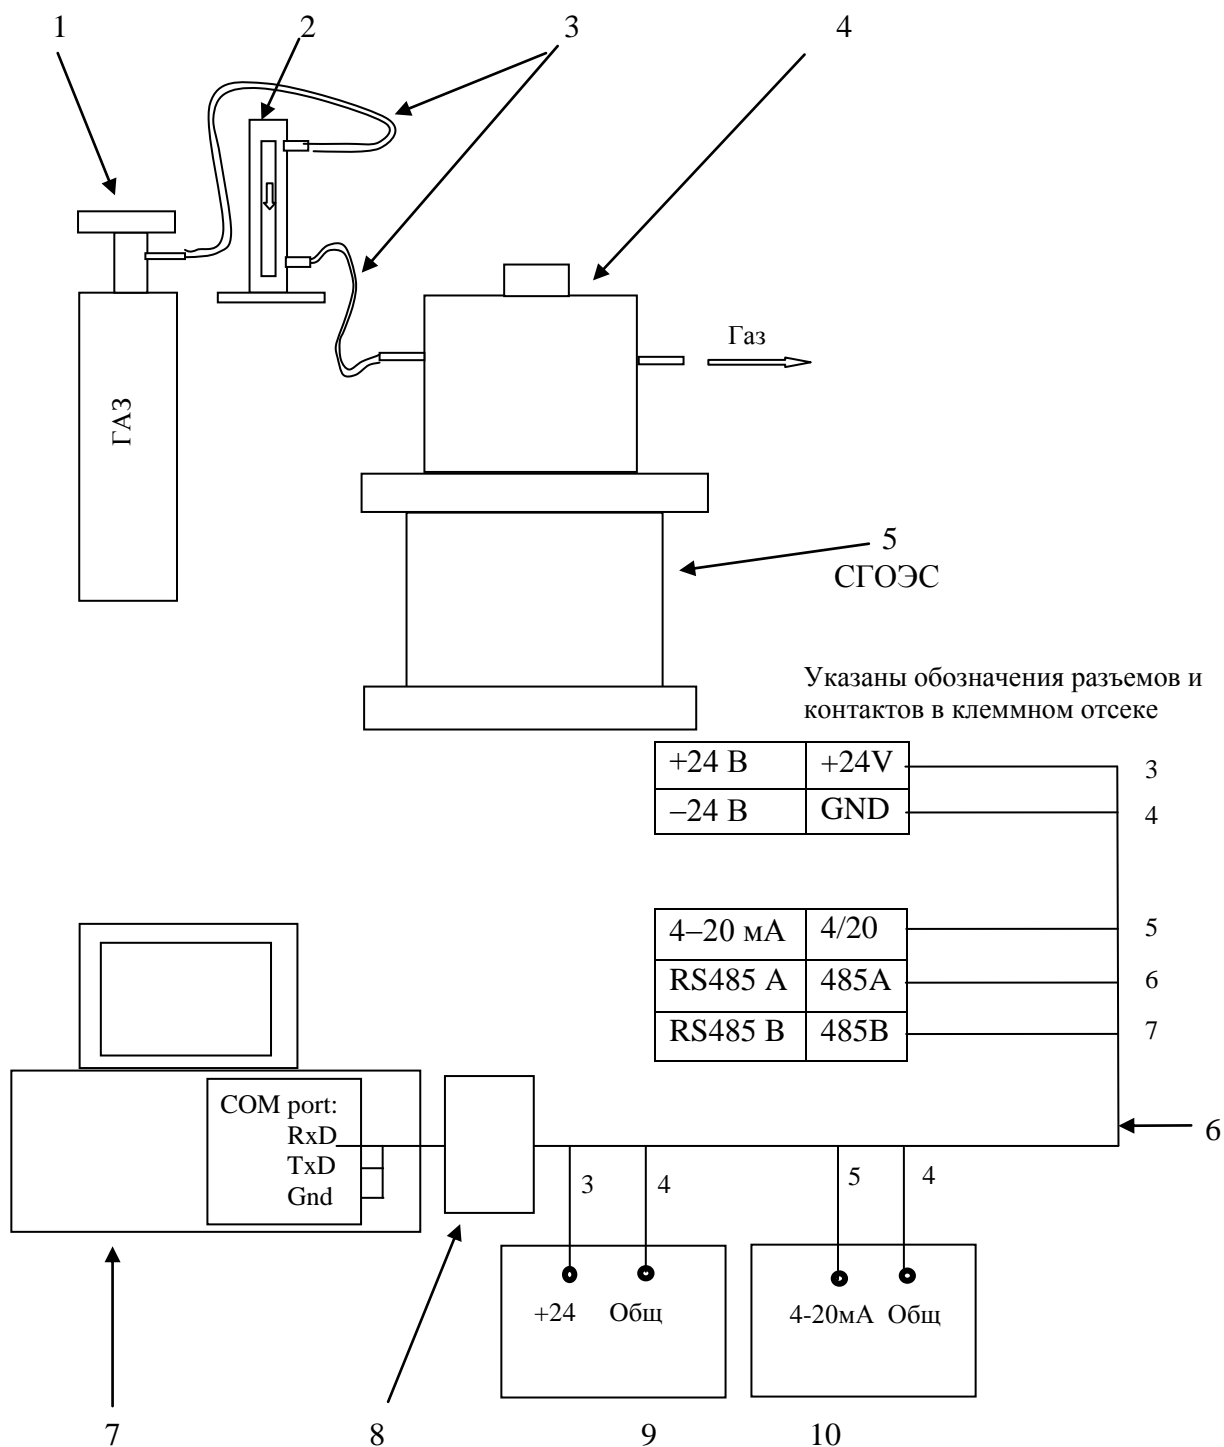 1
2
3
4
Газ
ГАЗ
5
СГОЭС
Указаны обозначения разъемов и
контактов в клеммном отсеке
+24 В +24V 3
–24 В GND 4
4–20 мА 4/20 5
RS485 A 485A 6
RS485 B 485B 7
COM port:
RxD
TxD
Gnd
6
3 4 5 4
+24 Общ 4-20мА Общ
7 8 9 10